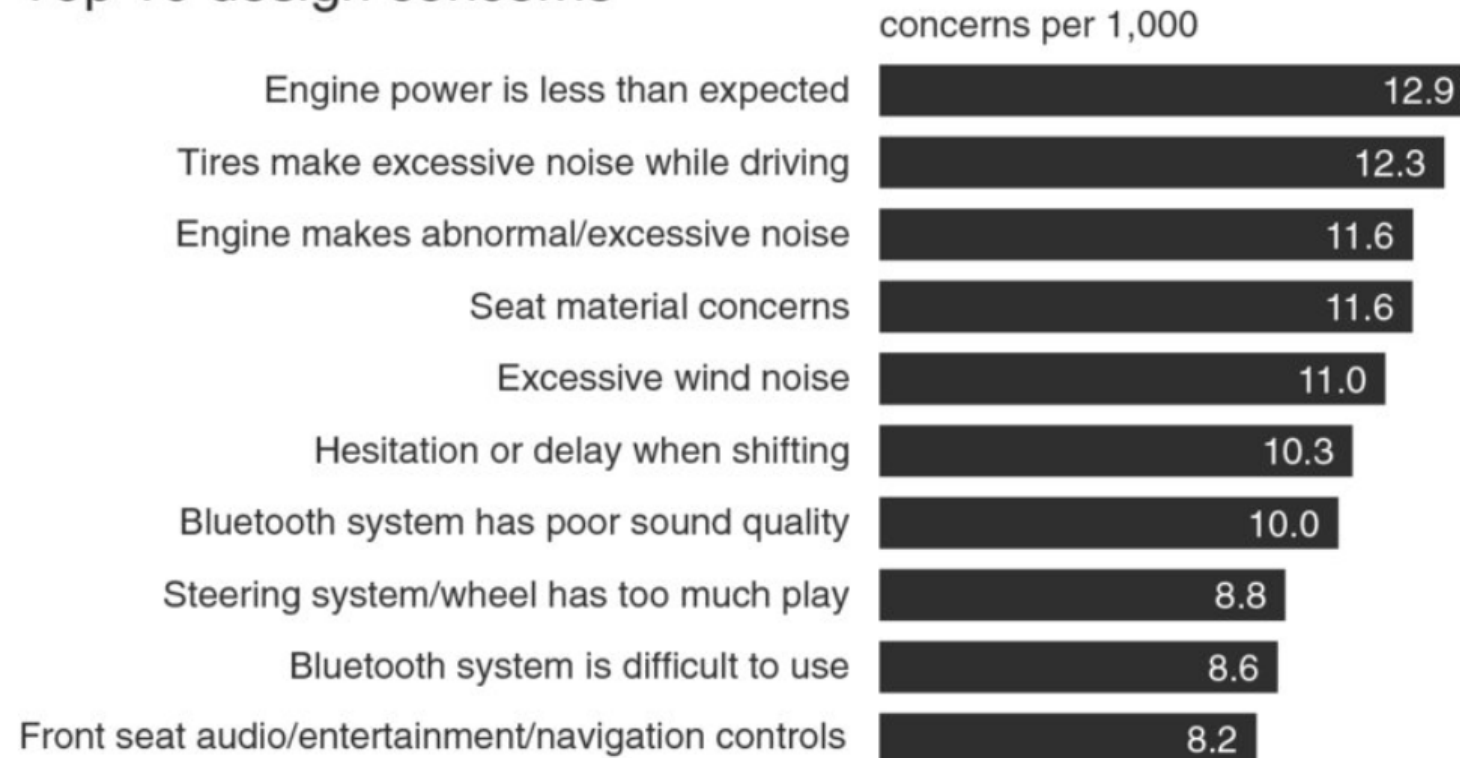 Top 10 design concerns
concerns per 1,000
Engine power is less than expected 12.9
Tires make excessive noise while driving 12.3
Engine makes abnormal/excessive noise 11.6
Seat material concerns 11.6
Excessive wind noise 11.0
Hesitation or delay when shifting 10.3
Bluetooth system has poor sound quality 10.0
Steering system/wheel has too much play 8.8
Bluetooth system is difficult to use 8.6
Front seat audio/entertainment/navigation controls 8.2